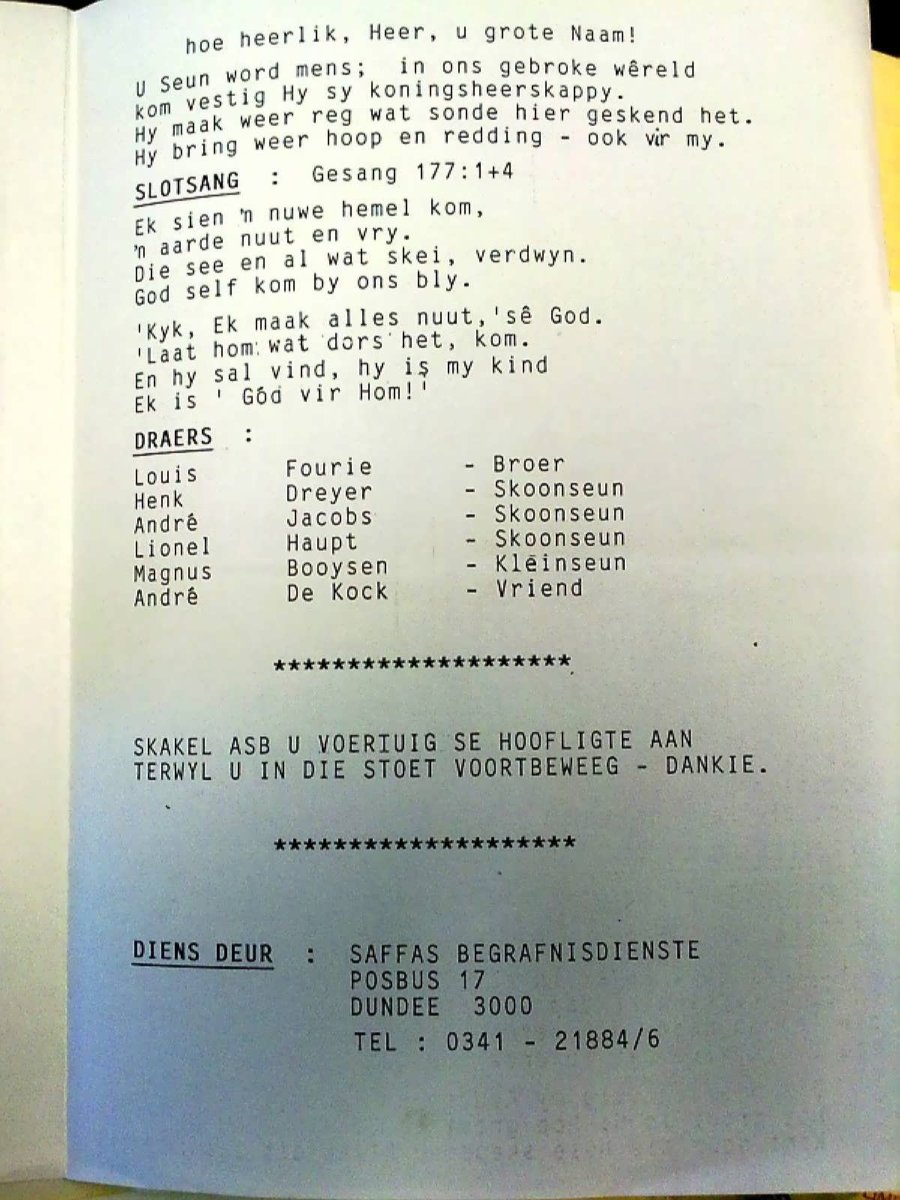 hoe heerlik, Heer, u grote Naam!
U Seun word mens; in ons gebroke wêreld
kom vestig Hy sy koningsheerskappy.
Hy maak weer reg wat sonde hier geskend het.
Hy bring weer hoop en redding - ook vir my.
SLOTSANG : Gesang 177:1+4
Ek sien 'n nuwe hemel kom,
'n aarde nuut en vry.
Die see en al wat skei, verdwyn.
God self kom by ons bly.
'Kyk, Ek maak alles nuut,'sê God.
'Laat hom wat dors het, kom.
En hy sal vind, hy is my kind
Ek is ' Gód vir Hom!'
DRAERS :
Louis Fourie - Broer
Henk Dreyer - Skoonseun
André Jacobs - Skoonseun
Lionel Haupt - Skoonseun
Magnus Booysen - Kleinseun
André De Kock - Vriend
********************
SKAKEL ASB U VOERTUIG SE HOOFLIGTE AAN
TERWYL U IN DIE STOET VOORTBEWEEG - DANKIE.
********************
DIENS DEUR : SAFFAS BEGRAFNISDIENSTE
POSBUS 17
DUNDEE 3000
TEL : 0341 - 21884/6